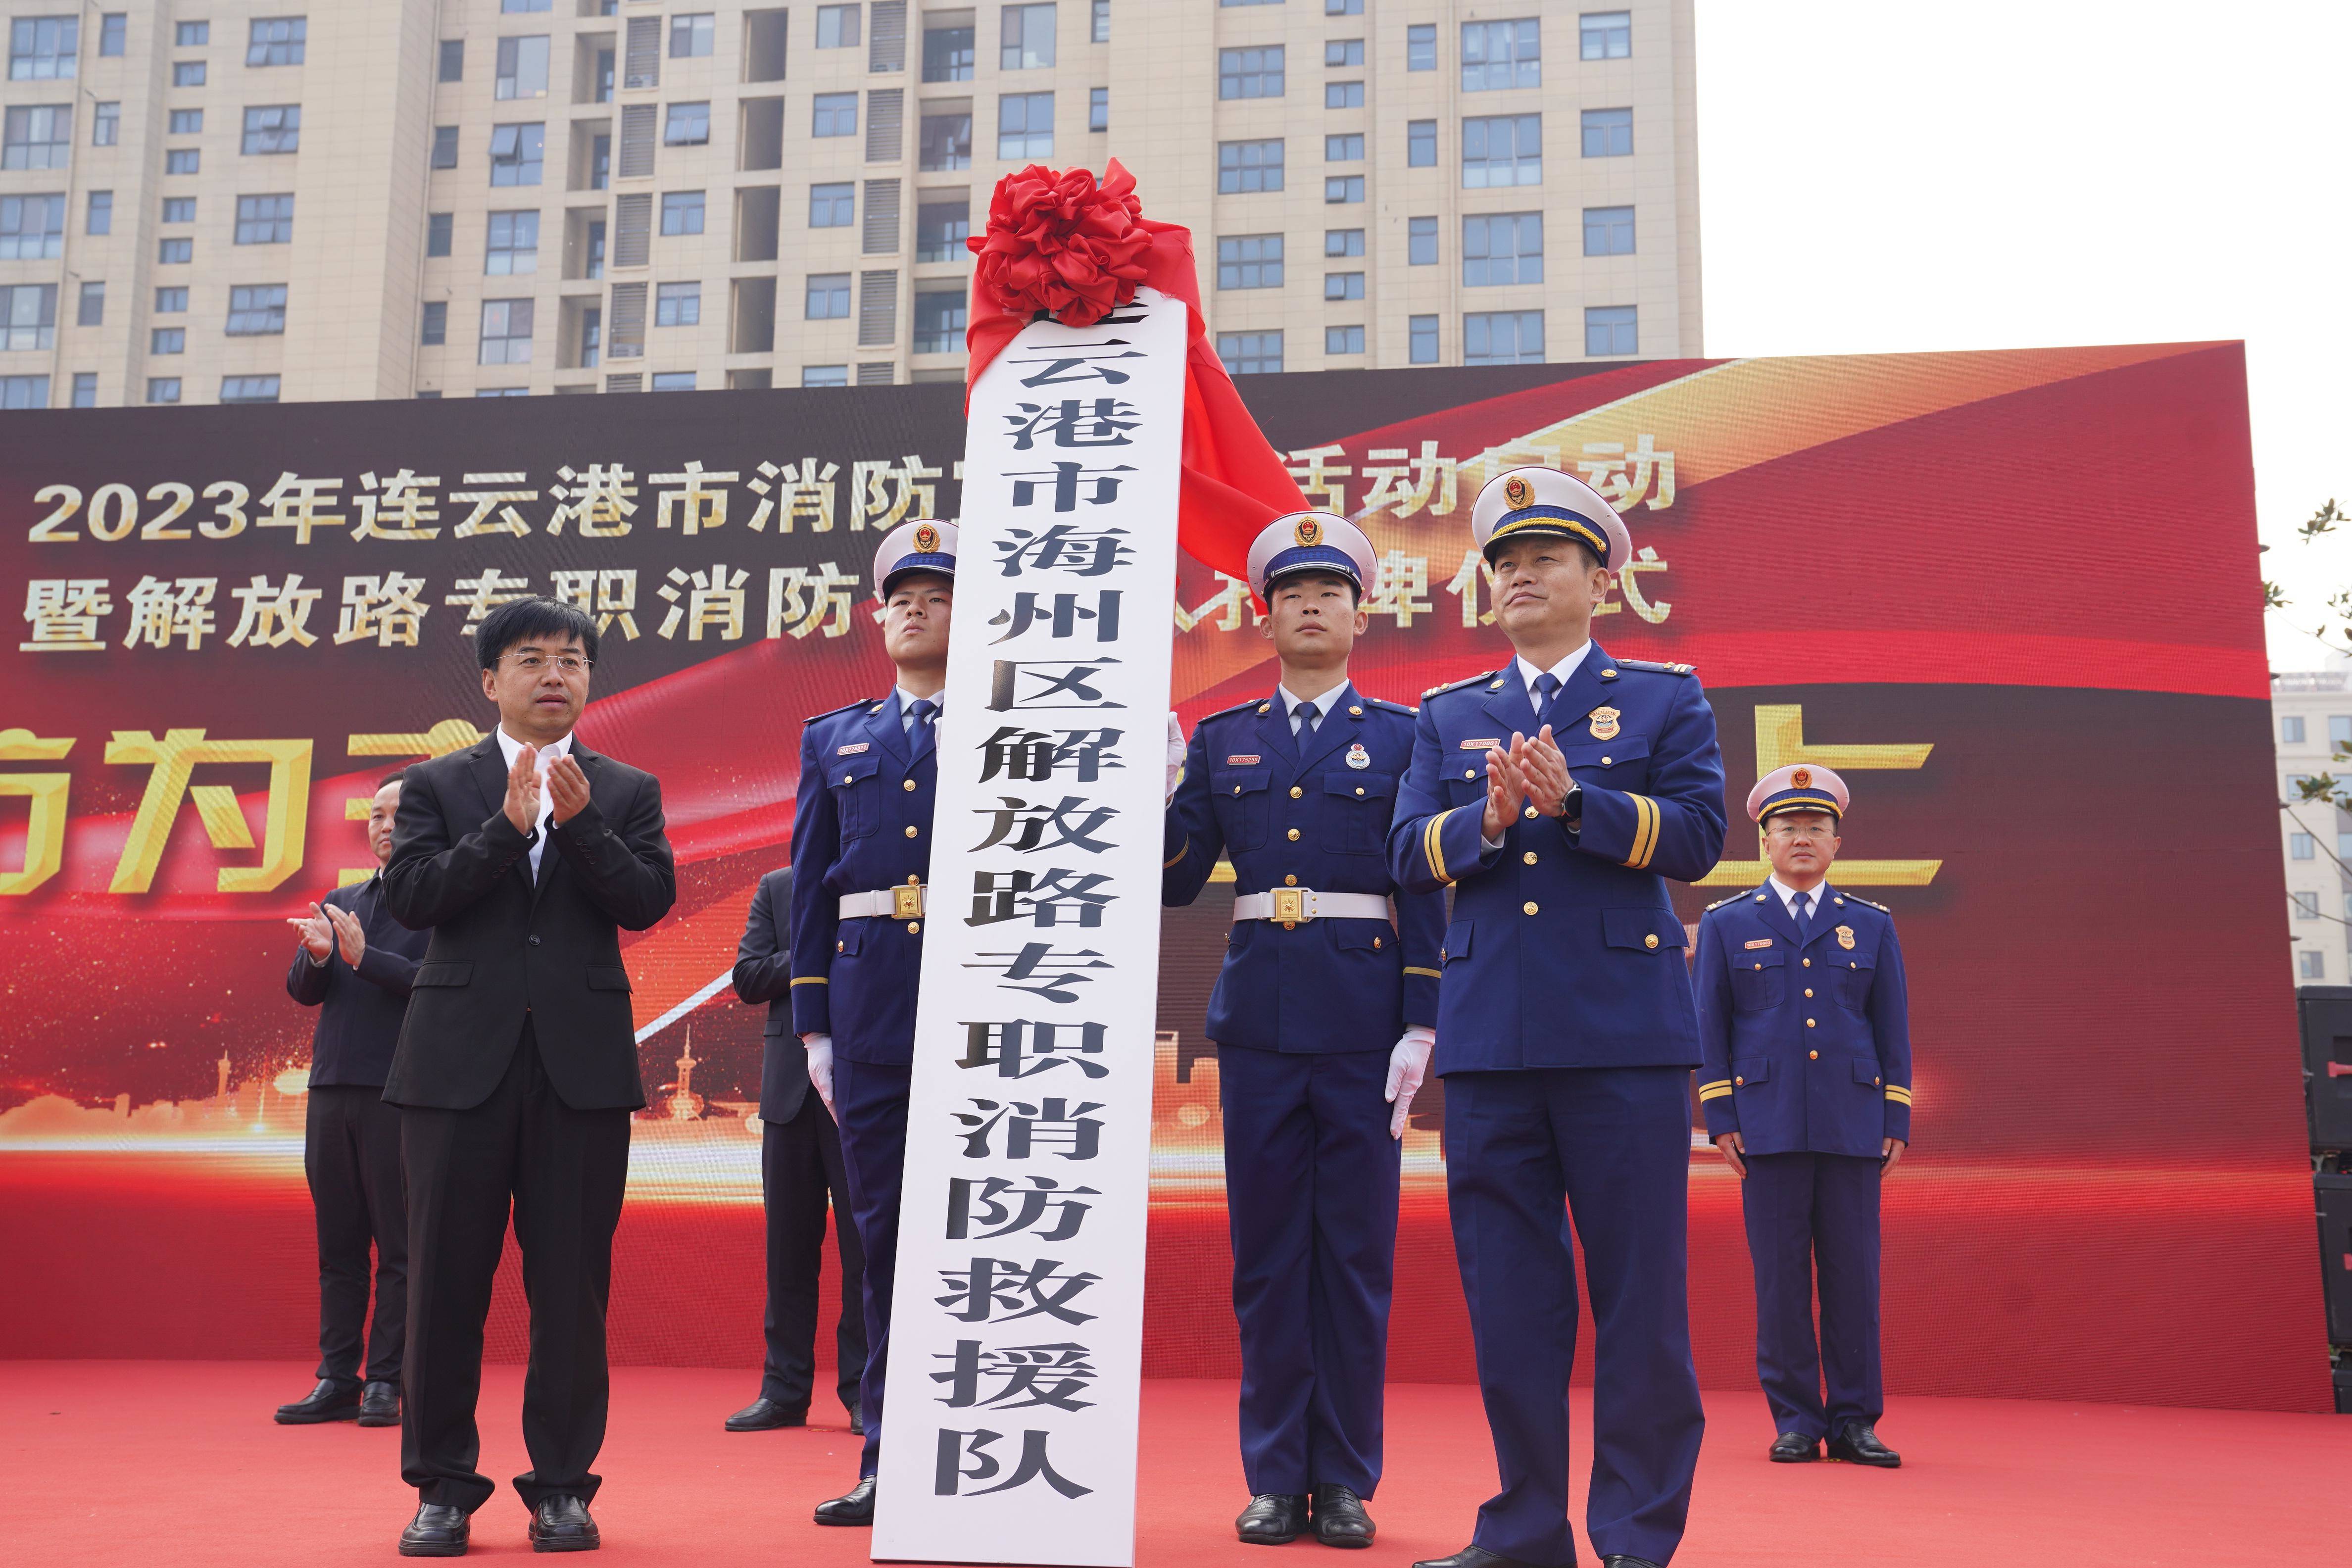 2023年连云港市消防 活动启动
暨解放路专职消防 挂牌仪式
防为主 上
云港市海州区解放路专职消防救援队